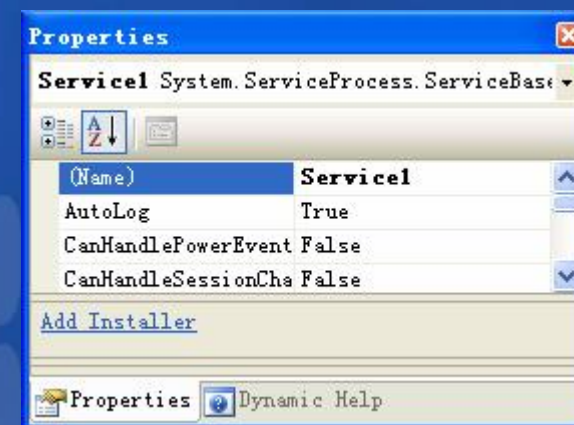 Properties
Service1 System.ServiceProcess.ServiceBase
(Name) Service1
AutoLog True
CanHandlePowerEvent False
CanHandleSessionCha False
Add Installer
Properties Dynamic Help